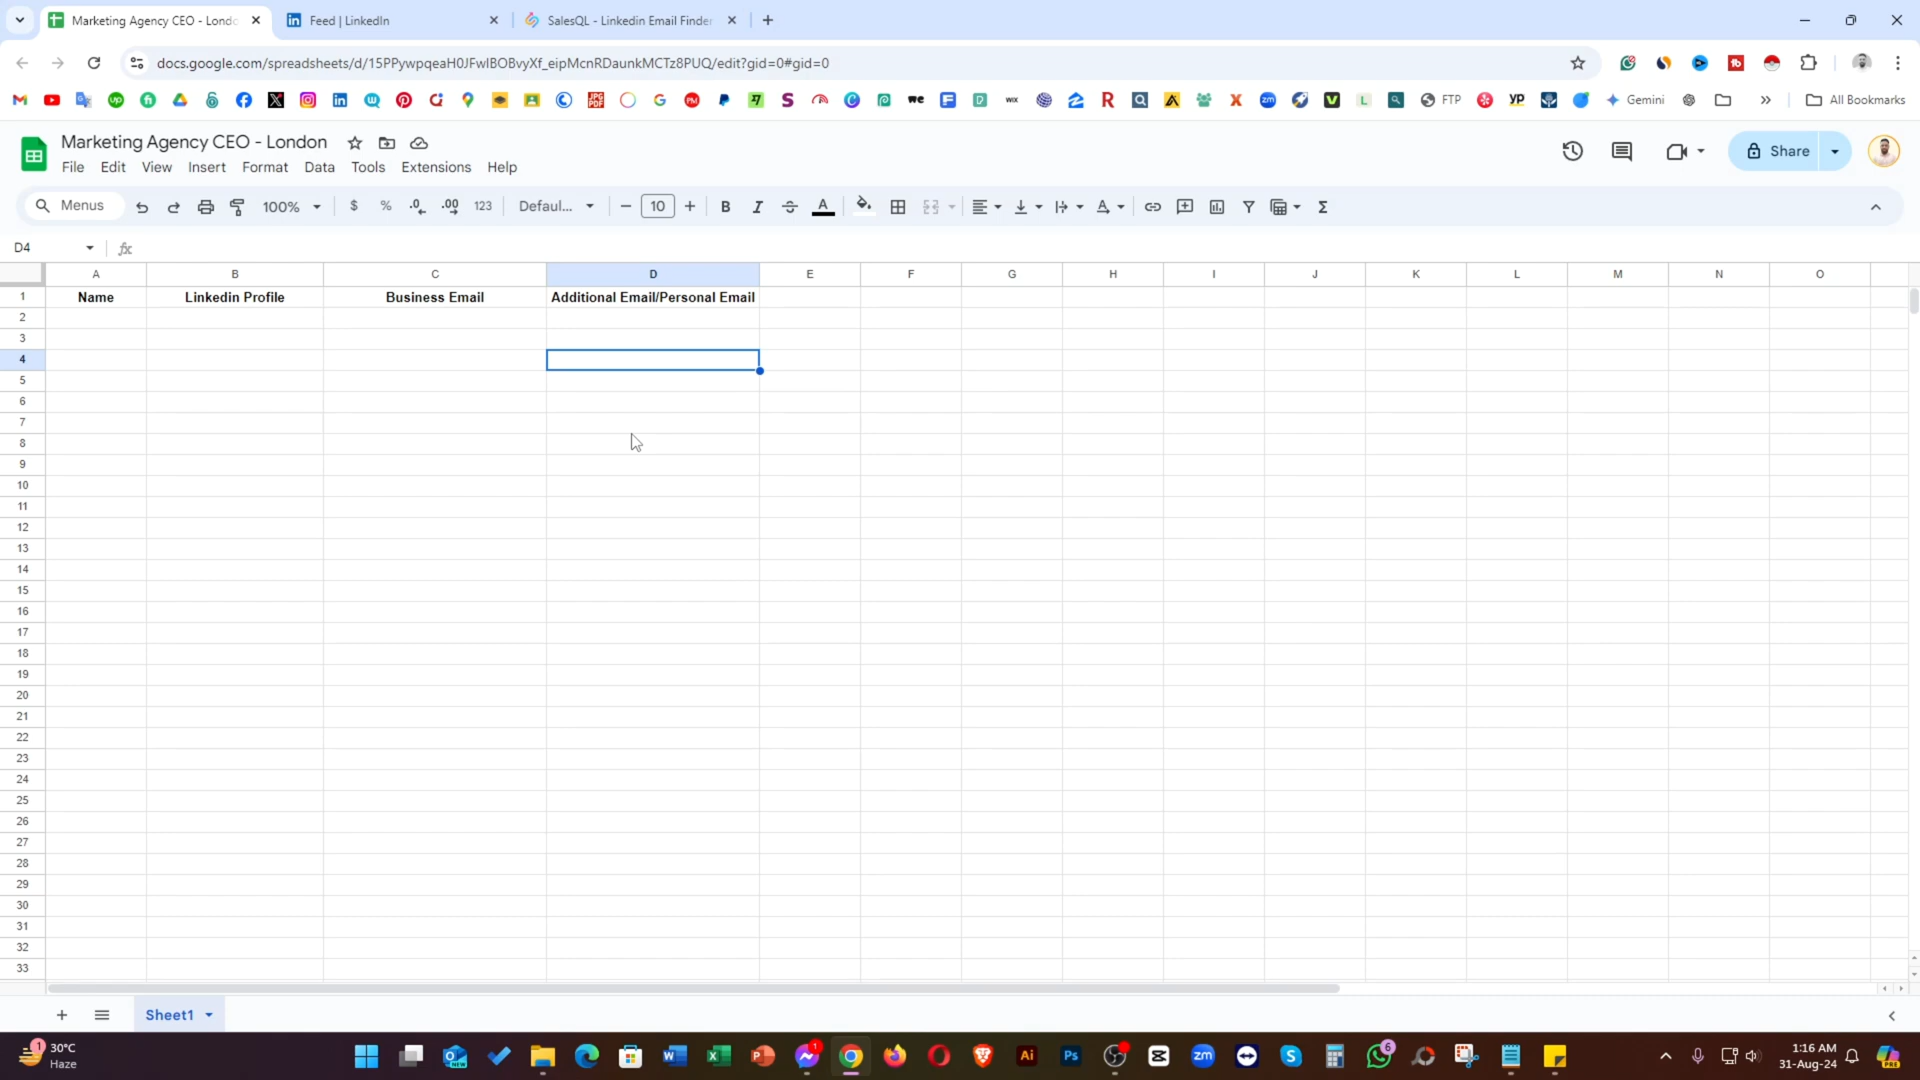 Marketing Agency CEO - Londo
Feed | LinkedIn
SalesQL - Linkedin Email Finder
docs.google.com/spreadsheets/d/15PPywpqeaH0JFwIBOBvyXf_eipMcnRDaunkMCTz8PUQ/edit?gid=0#gid=0
FTP
Gemini
All Bookmarks
Marketing Agency CEO - London
File Edit View Insert Format Data Tools Extensions Help
Share
Menus 100% $ % .0 .00 123 Defaul... 10 B I A
D4
fx
A B C D E F G H I J K L M N O
1 Name Linkedin Profile Business Email Additional Email/Personal Email
2
3
4
5
6
7
8
9
10
11
12
13
14
15
16
17
18
19
20
21
22
23
24
25
26
27
28
29
30
31
32
33
Sheet1
30°C
Haze
1:16 AM
31-Aug-24